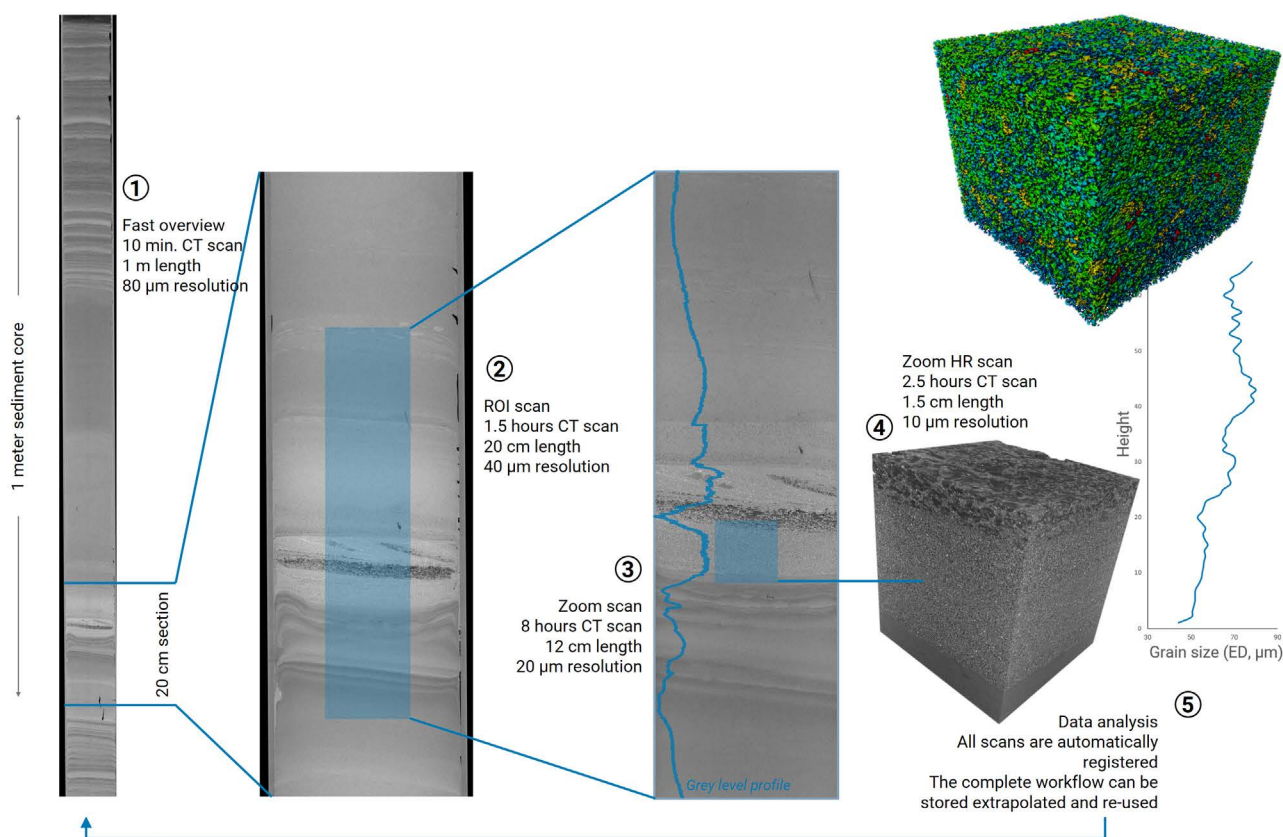 1 meter sediment core
①
Fast overview
10 min. CT scan
1 m length
80 µm resolution
20 cm section
②
ROI scan
1.5 hours CT scan
20 cm length
40 µm resolution
③
Zoom scan
8 hours CT scan
12 cm length
20 µm resolution
Grey level profile
Zoom HR scan
2.5 hours CT scan
1.5 cm length
10 µm resolution
④
Height
50
40
30
20
10
0
30
50
70
90
Grain size (ED, µm)
⑤
Data analysis
All scans are automatically
registered
The complete workflow can be
stored extrapolated and re-used